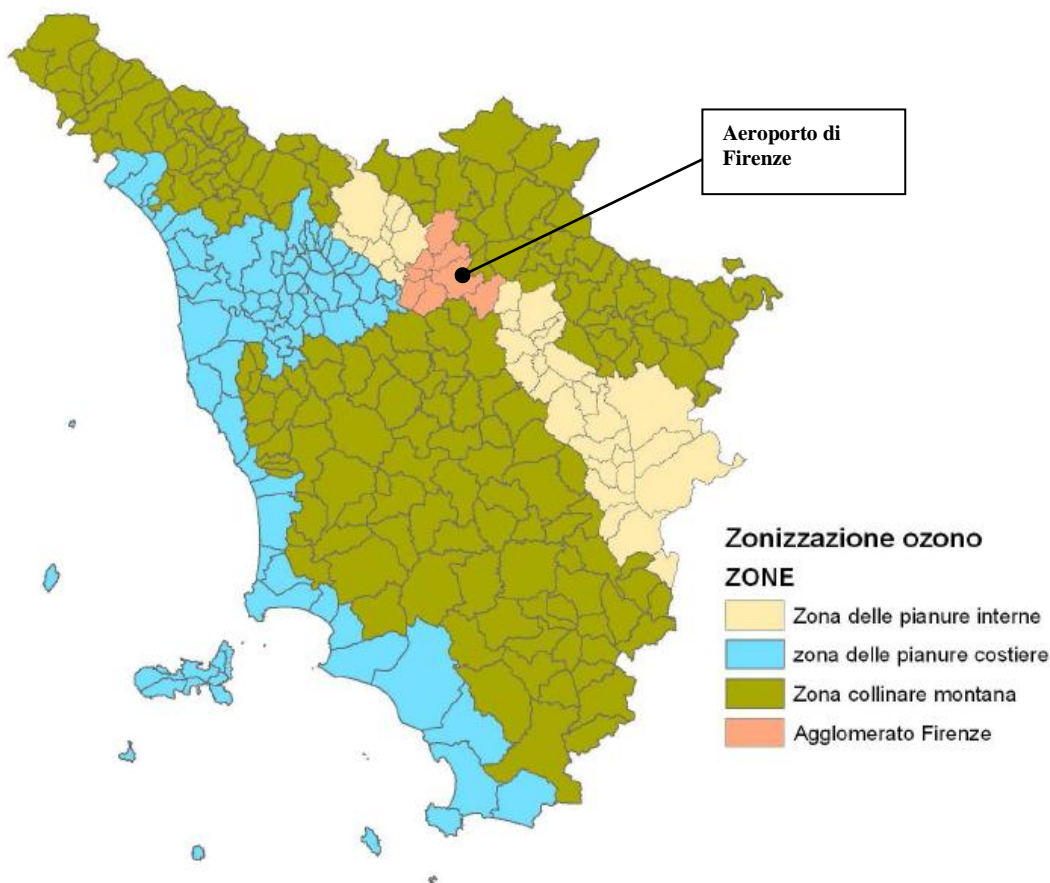 Aeroporto di
Firenze
Zonizzazione ozono
ZONE
Zona delle pianure interne
zona delle pianure costiere
Zona collinare montana
Agglomerato Firenze